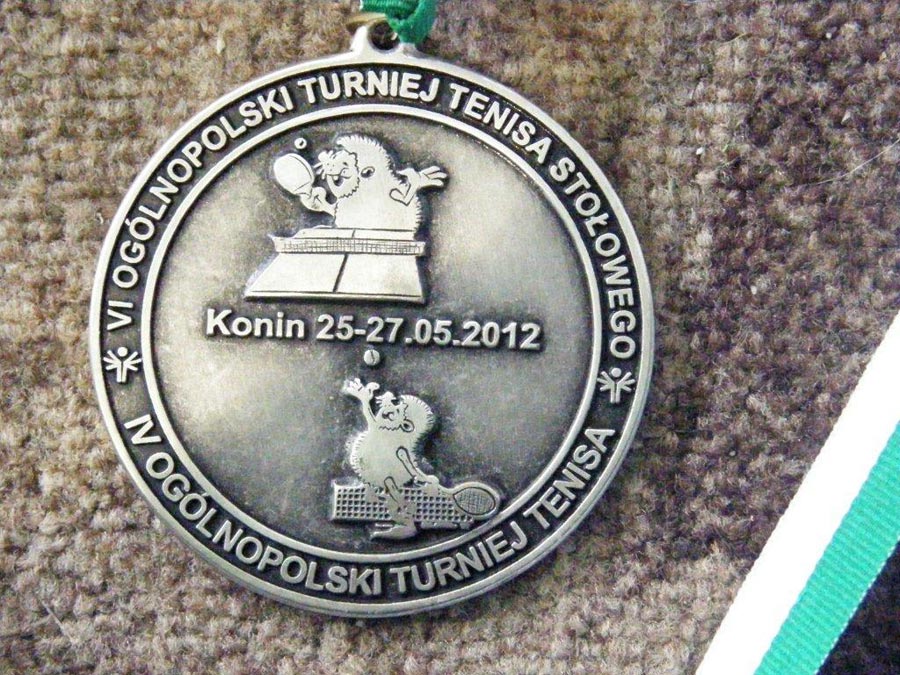 VI OGÓLNOPOLSKI TURNIEJ TENISA STOŁOWEGO
Konin 25-27.05.2012
IV OGÓLNOPOLSKI TURNIEJ TENISA